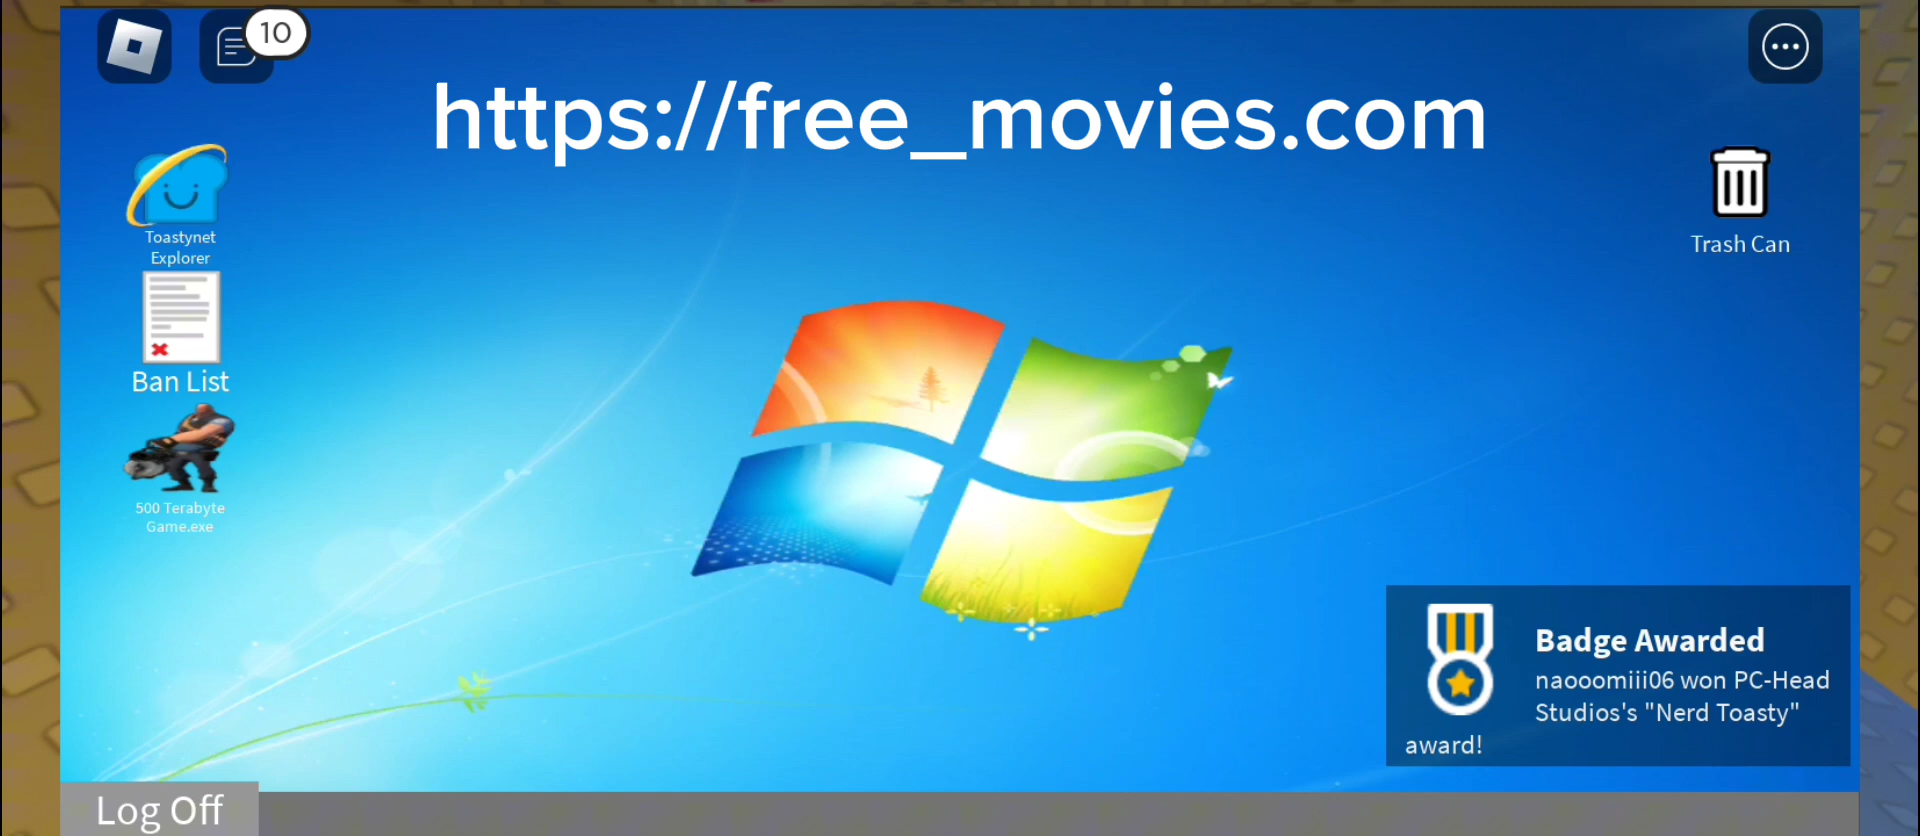 10
https://free_movies.com
Toastynet
Explorer
Trash Can
Ban List
500 Terabyte
Game.exe
Badge Awarded
naooomiii06 won PC-Head
Studios's "Nerd Toasty"
award!
Log Off